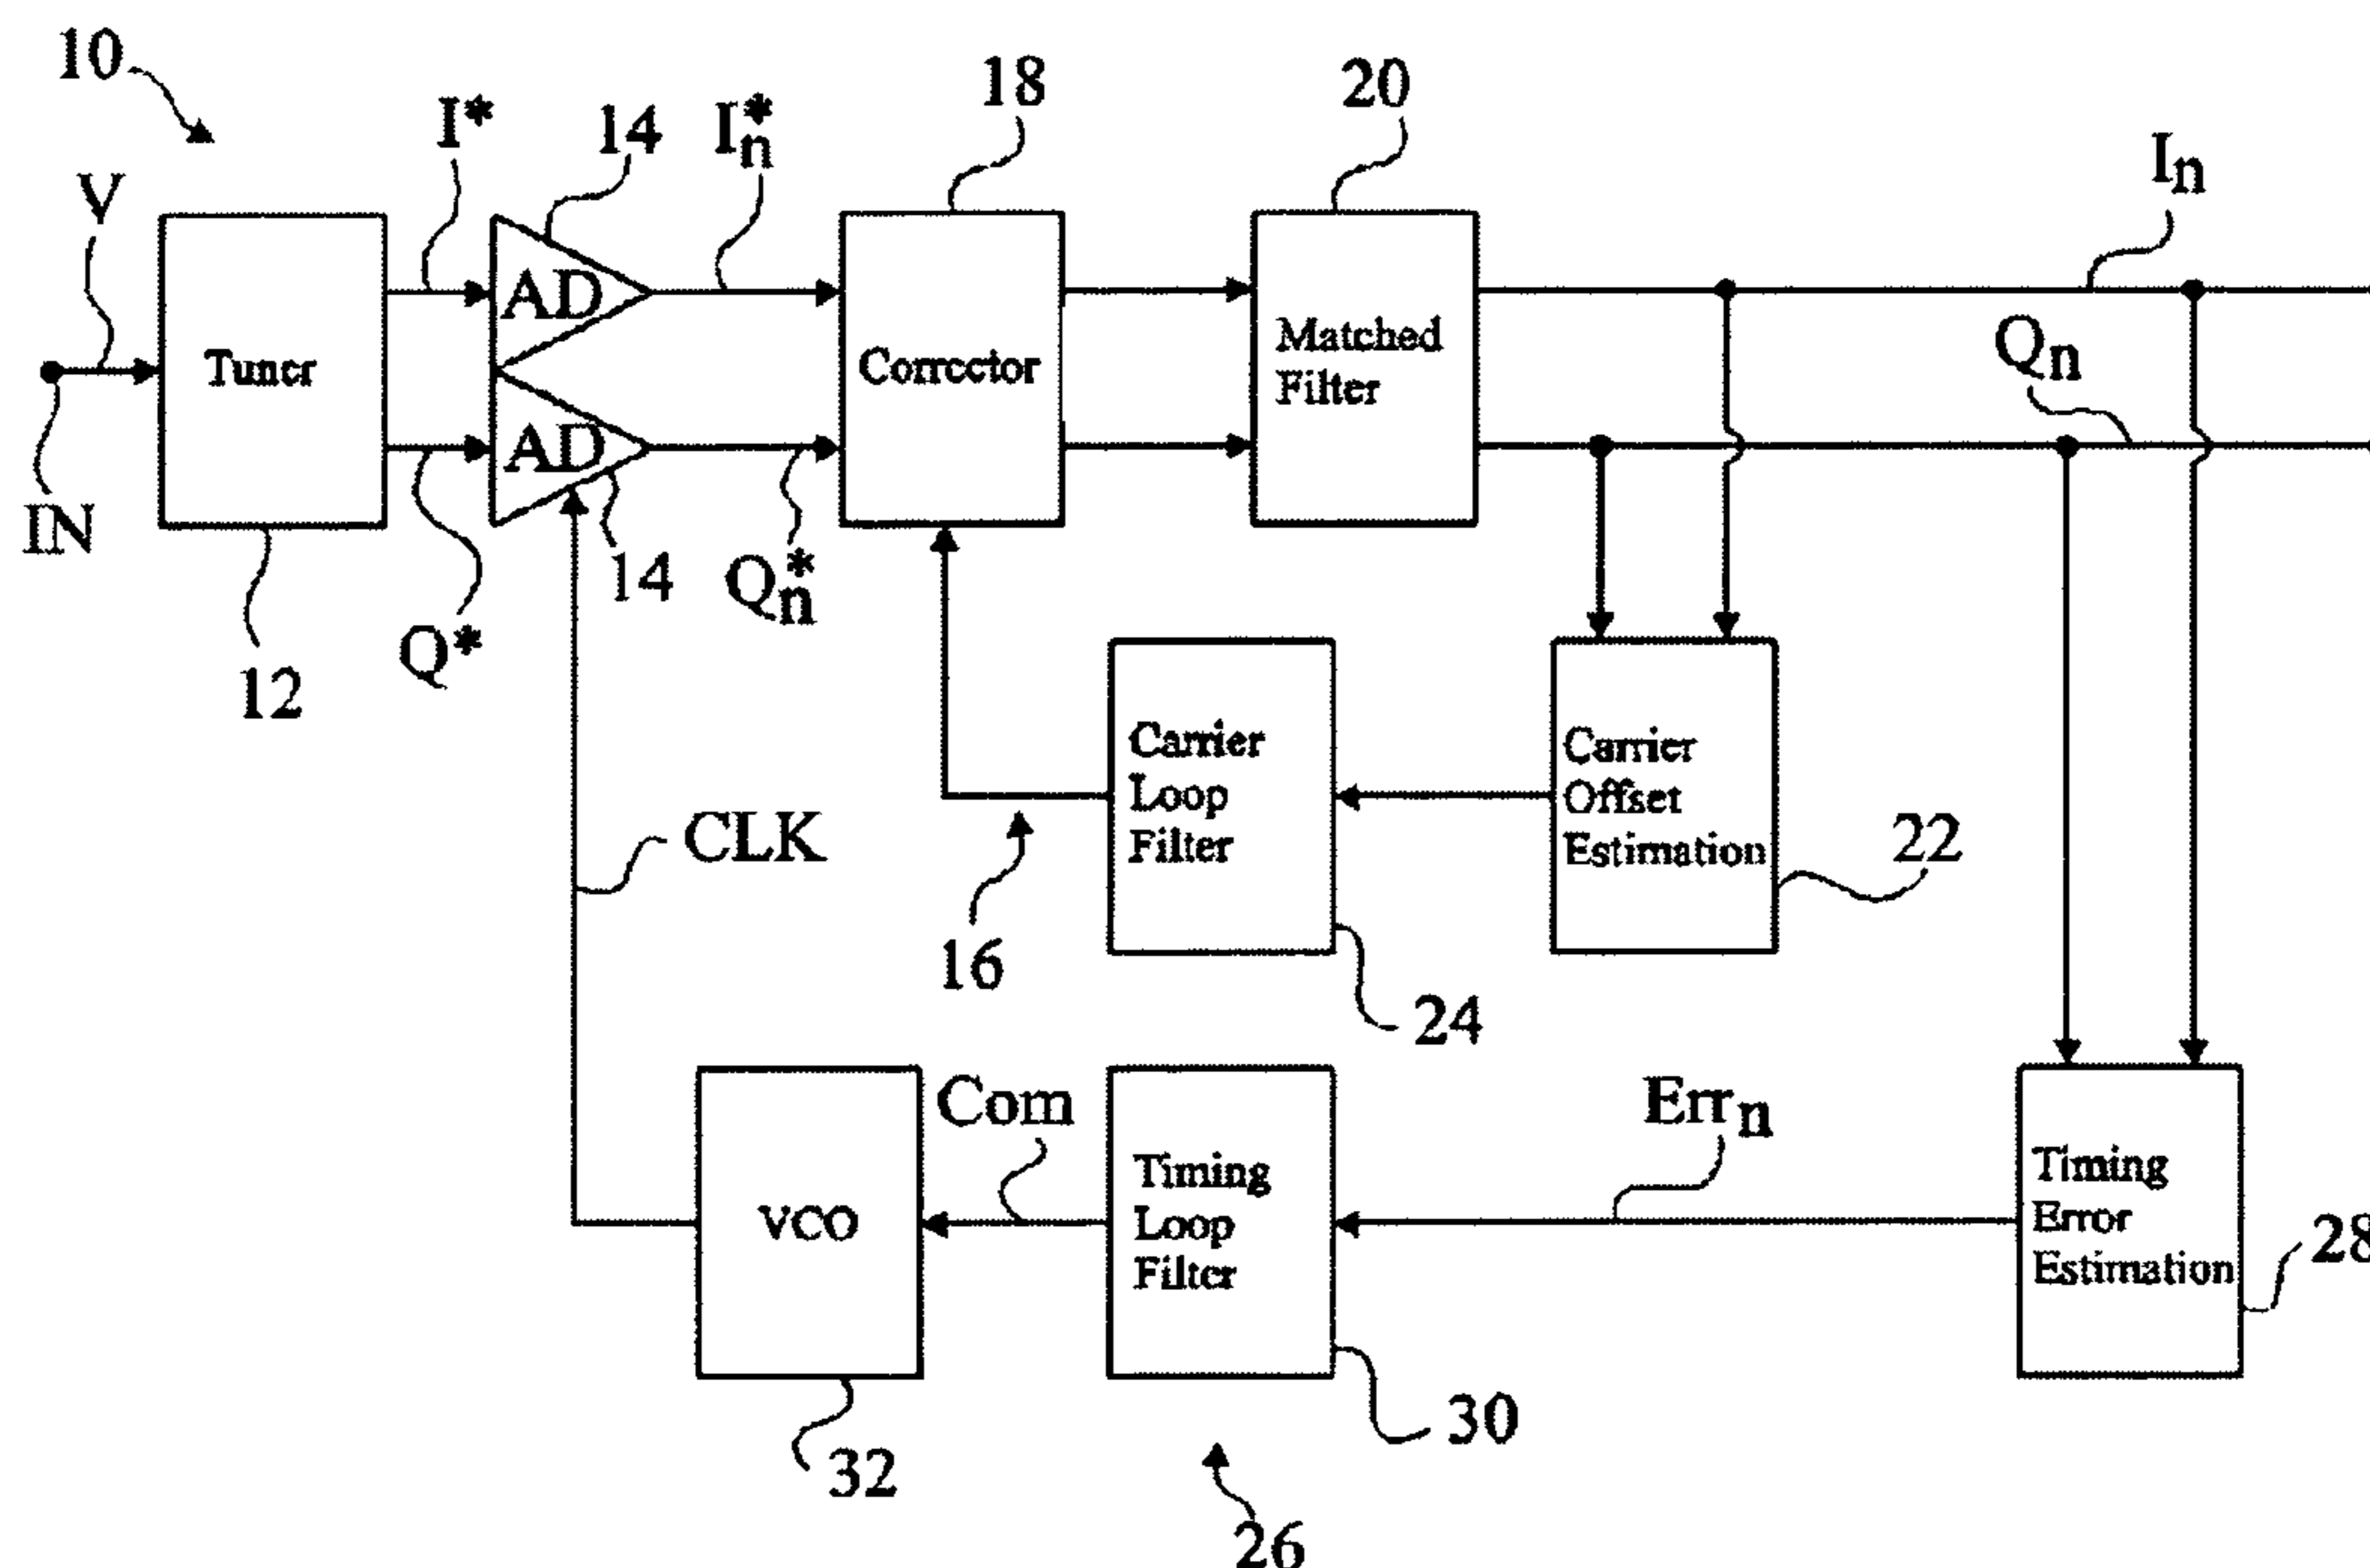 10
18
20
I*
14
I*n
In
V
Tuner
AD
Corrector
Matched
Filter
Qn
AD
IN
14
Q*n
Q*
12
CLK
Carrier
Loop
Filter
Carrier
Offset
Estimation
22
16
24
Com
Errn
VCO
Timing
Loop
Filter
Timing
Error
Estimation
28
30
32
26